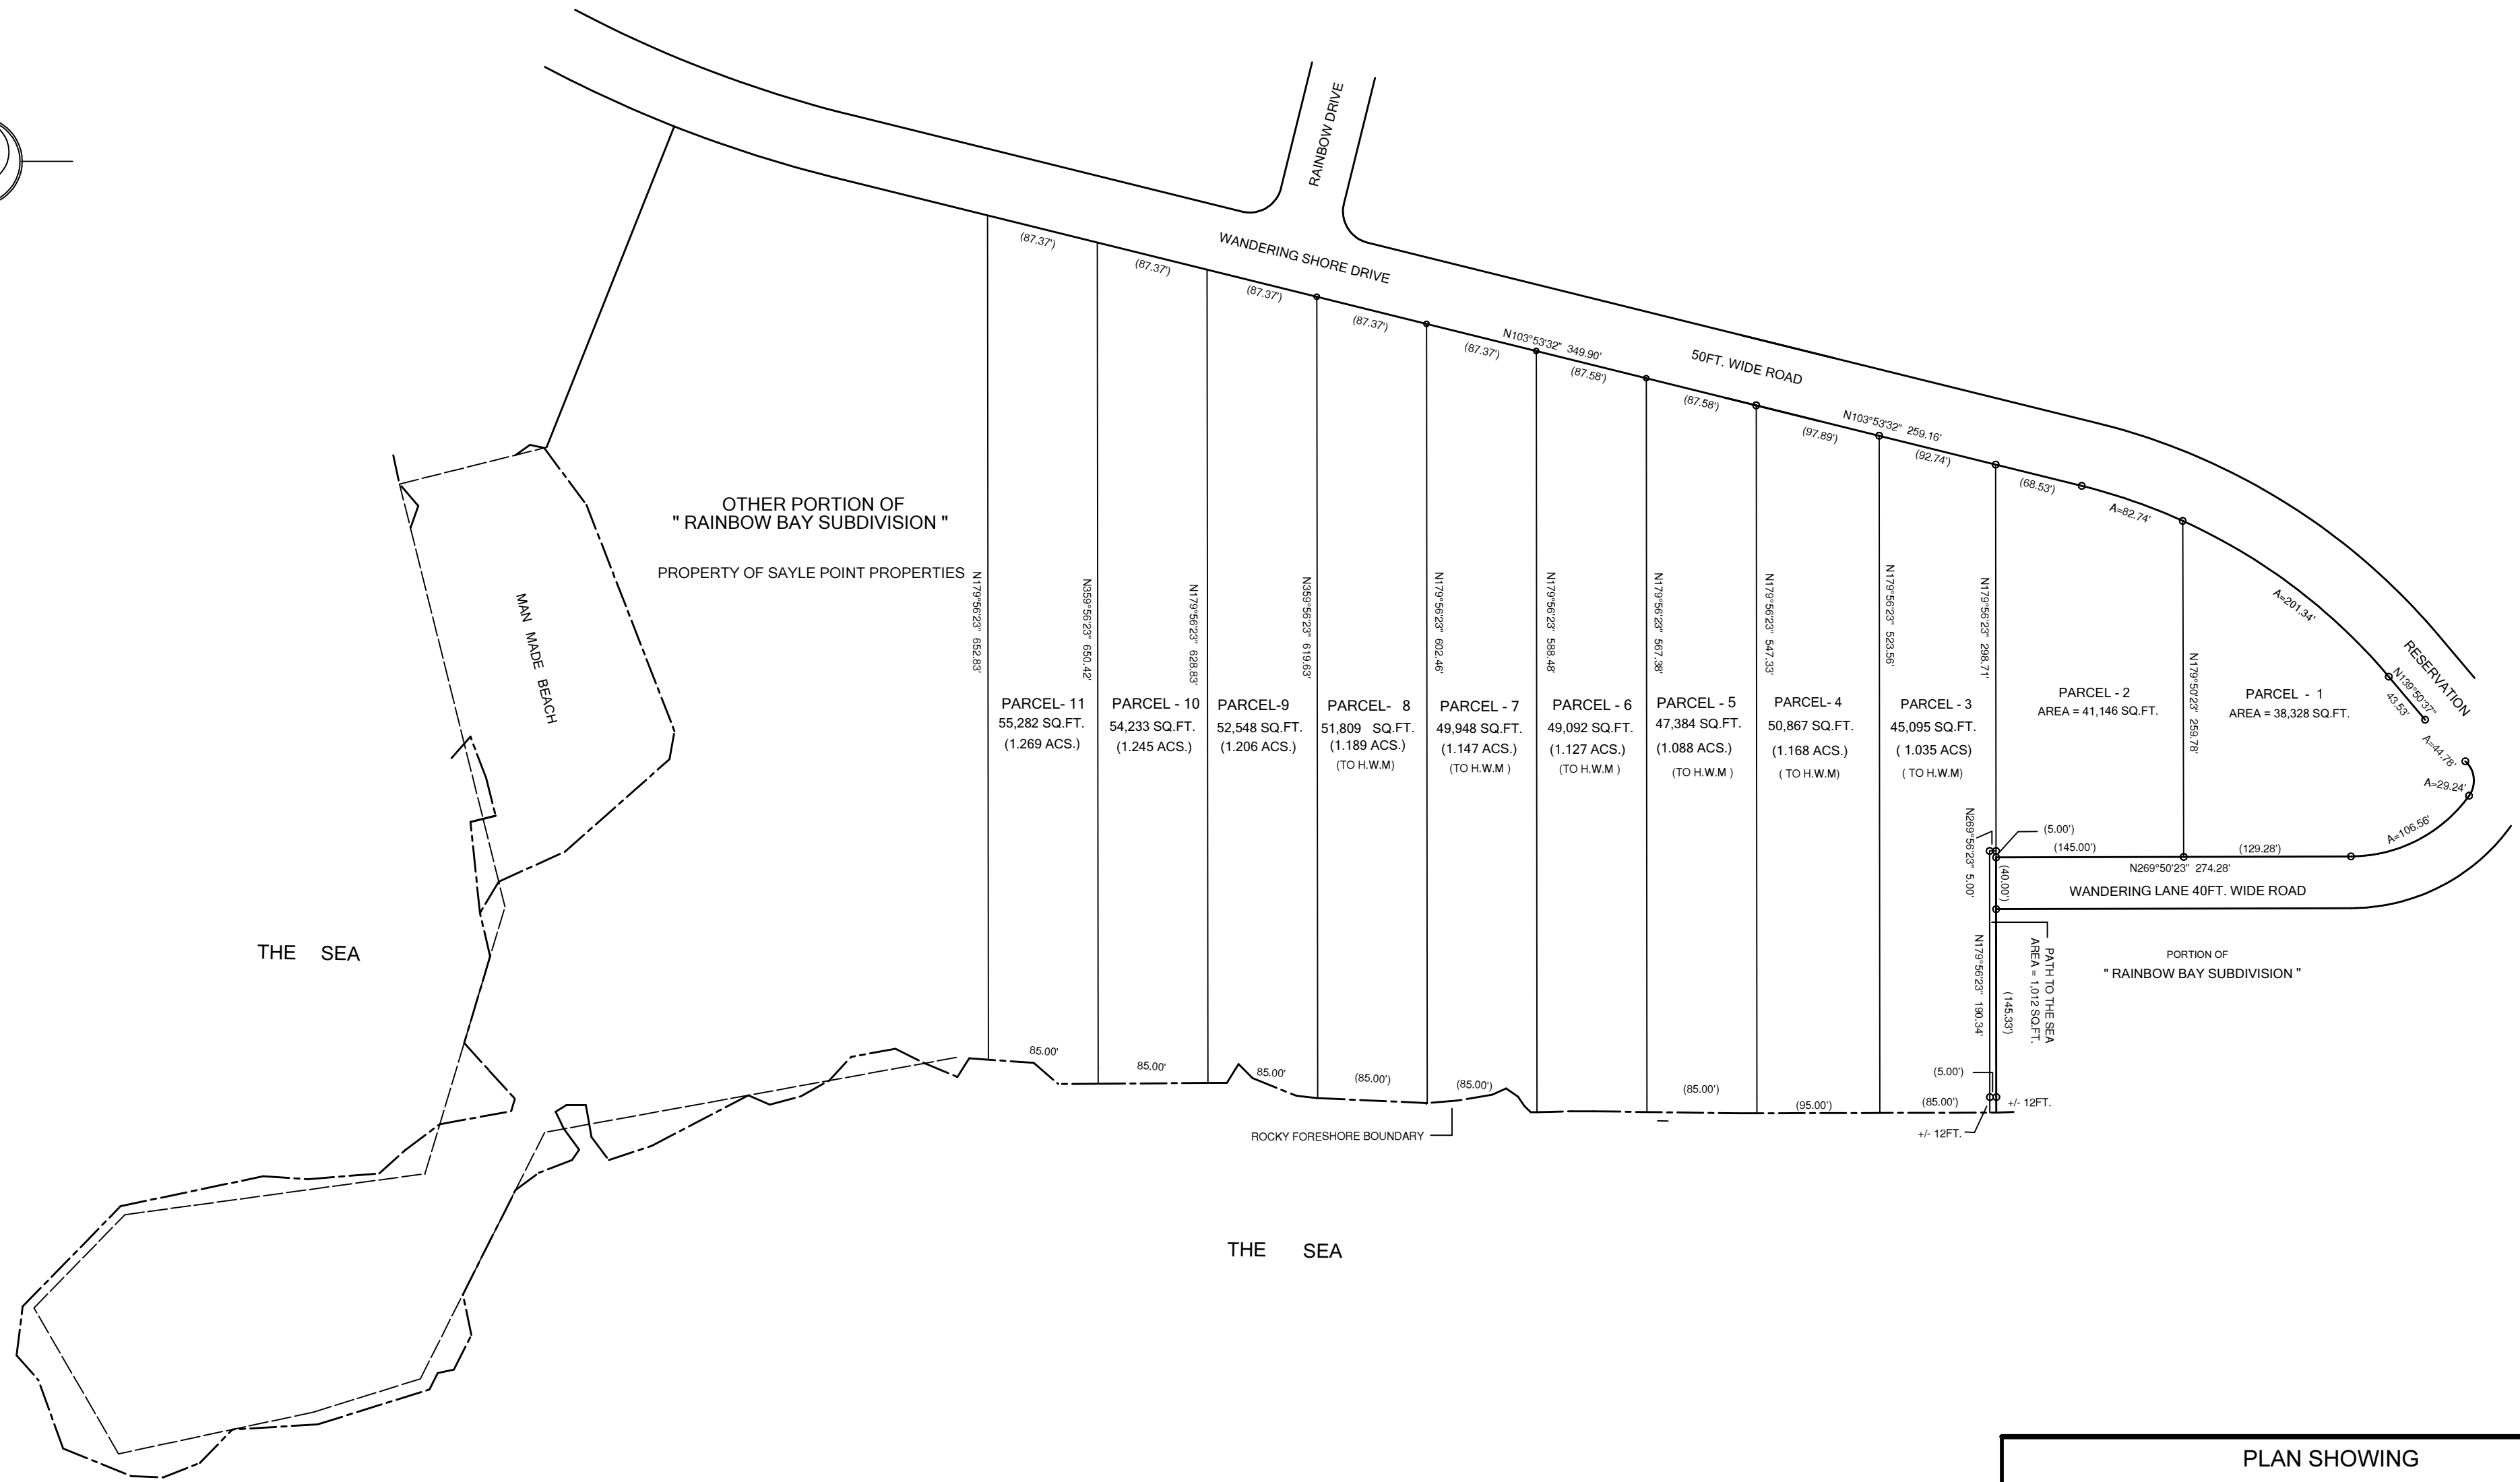 RAINBOW DRIVE
WANDERING SHORE DRIVE
50FT. WIDE ROAD
(87.37')
(87.37')
(87.37')
(87.37')
(87.37')
N103°53'32"  349.90'
(87.58')
(87.58')
(97.89')
N103°53'32"  259.16'
(92.74')
(68.53')
A=82.74'
A=201.34'
RESERVATION
N139°50'37"
43.53'
A=44.78'
A=29.24'
A=106.56'
OTHER PORTION OF
" RAINBOW BAY SUBDIVISION "
PROPERTY OF SAYLE POINT PROPERTIES
MAN MADE BEACH
N179°56'23"  652.83'
N359°56'23"  650.42'
N179°56'23"  628.83'
N359°56'23"  619.63'
N179°56'23"  602.46'
N179°56'23"  588.48'
N179°56'23"  567.38'
N179°56'23"  547.33'
N179°56'23"  523.56'
N179°56'23"  298.71'
N179°50'23"  259.78'
PARCEL- 11
55,282 SQ.FT.
(1.269 ACS.)
PARCEL - 10
54,233 SQ.FT.
(1.245 ACS.)
PARCEL-9
52,548 SQ.FT.
(1.206 ACS.)
PARCEL- 8
51,809 SQ.FT.
(1.189 ACS.)
(TO H.W.M)
PARCEL - 7
49,948 SQ.FT.
(1.147 ACS.)
(TO H.W.M )
PARCEL - 6
49,092 SQ.FT.
(1.127 ACS.)
(TO H.W.M )
PARCEL - 5
47,384 SQ.FT.
(1.088 ACS.)
(TO H.W.M )
PARCEL- 4
50,867 SQ.FT.
(1.168 ACS.)
( TO H.W.M)
PARCEL - 3
45,095 SQ.FT.
( 1.035 ACS)
( TO H.W.M)
PARCEL - 2
AREA = 41,146 SQ.FT.
PARCEL - 1
AREA = 38,328 SQ.FT.
N269°56'23"  5.00'
(5.00')
(145.00')
(129.28')
N269°50'23"  274.28'
(40.00')
WANDERING LANE 40FT. WIDE ROAD
N179°56'23"  190.34'
(145.33')
PATH TO THE SEA
AREA = 1,012 SQ.FT.
PORTION OF
" RAINBOW BAY SUBDIVISION "
THE SEA
85.00'
85.00'
85.00'
(85.00')
(85.00')
(85.00')
(95.00')
(85.00')
(5.00')
+/- 12FT.
+/- 12FT.
ROCKY FORESHORE BOUNDARY
THE SEA
PLAN SHOWING